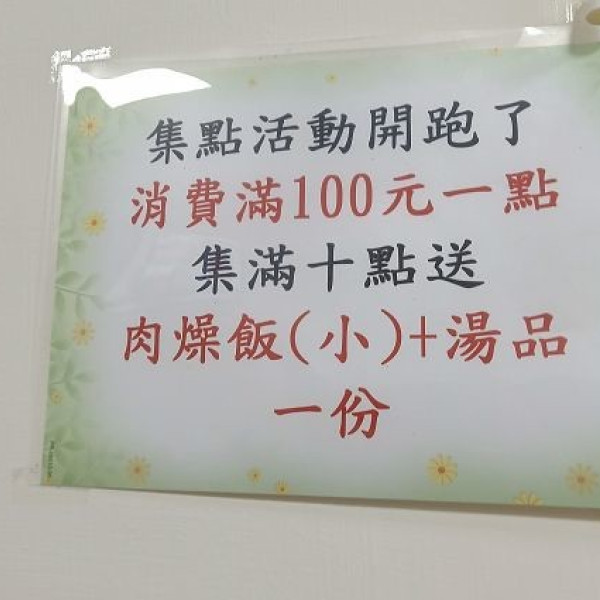 集點活動開跑了
消費滿100元一點
集滿十點送
肉燥飯(小)+湯品
一份